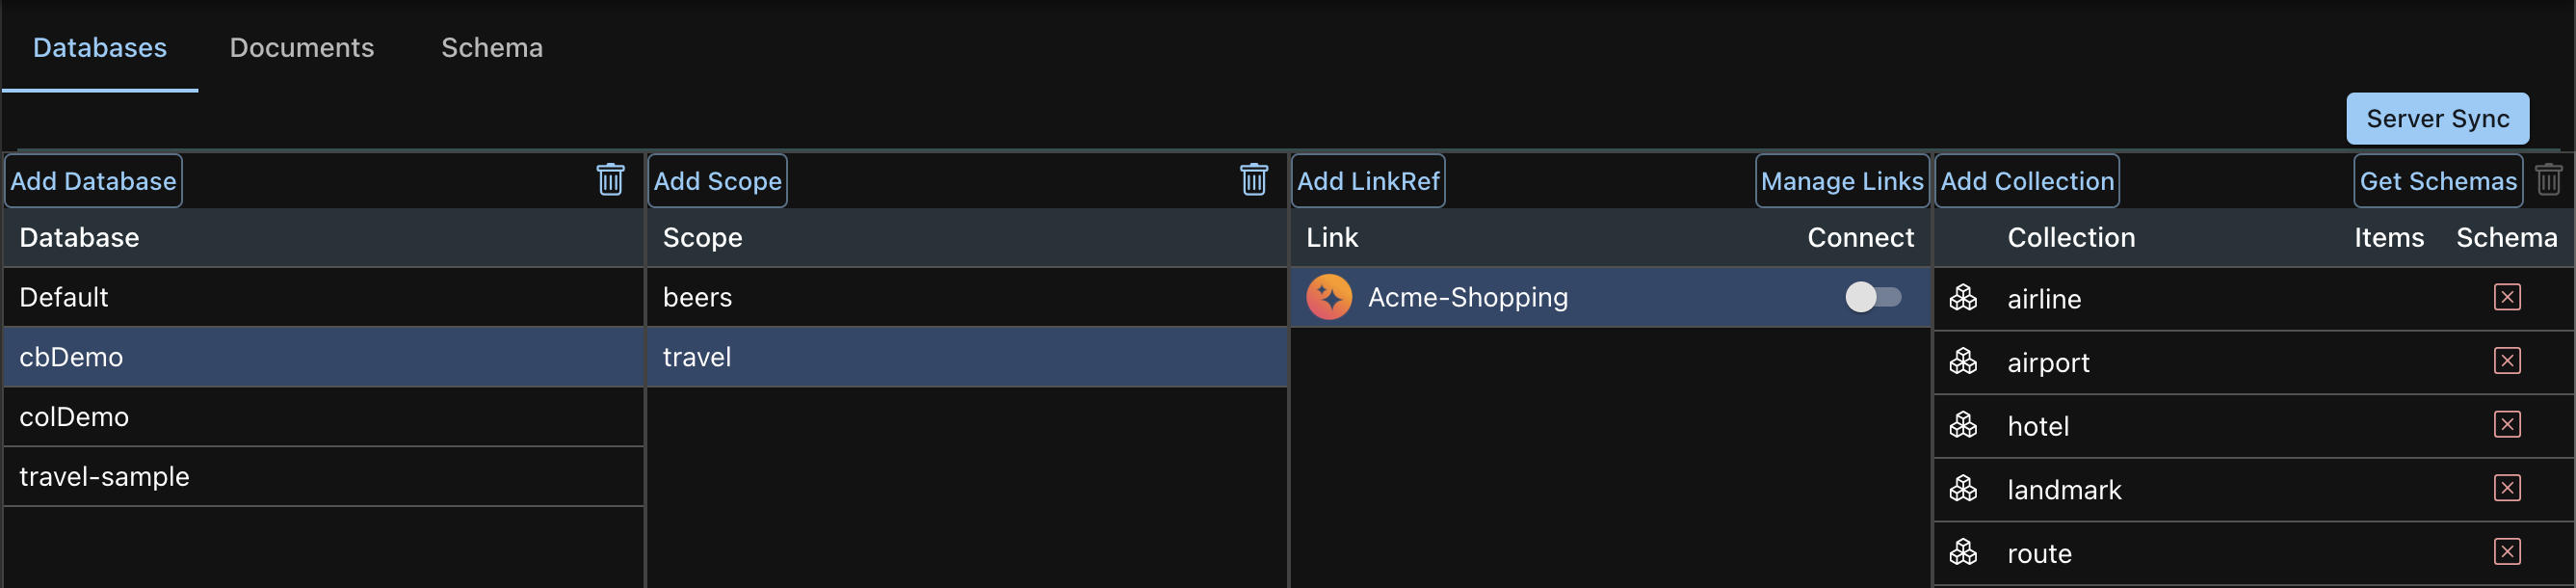 Databases Documents Schema
Server Sync
Add Database Add Scope Add LinkRef Manage Links Add Collection Get Schemas
Database Scope Link Connect Collection Items Schema
Default beers Acme-Shopping airline
cbDemo travel airport
colDemo hotel
travel-sample landmark
route